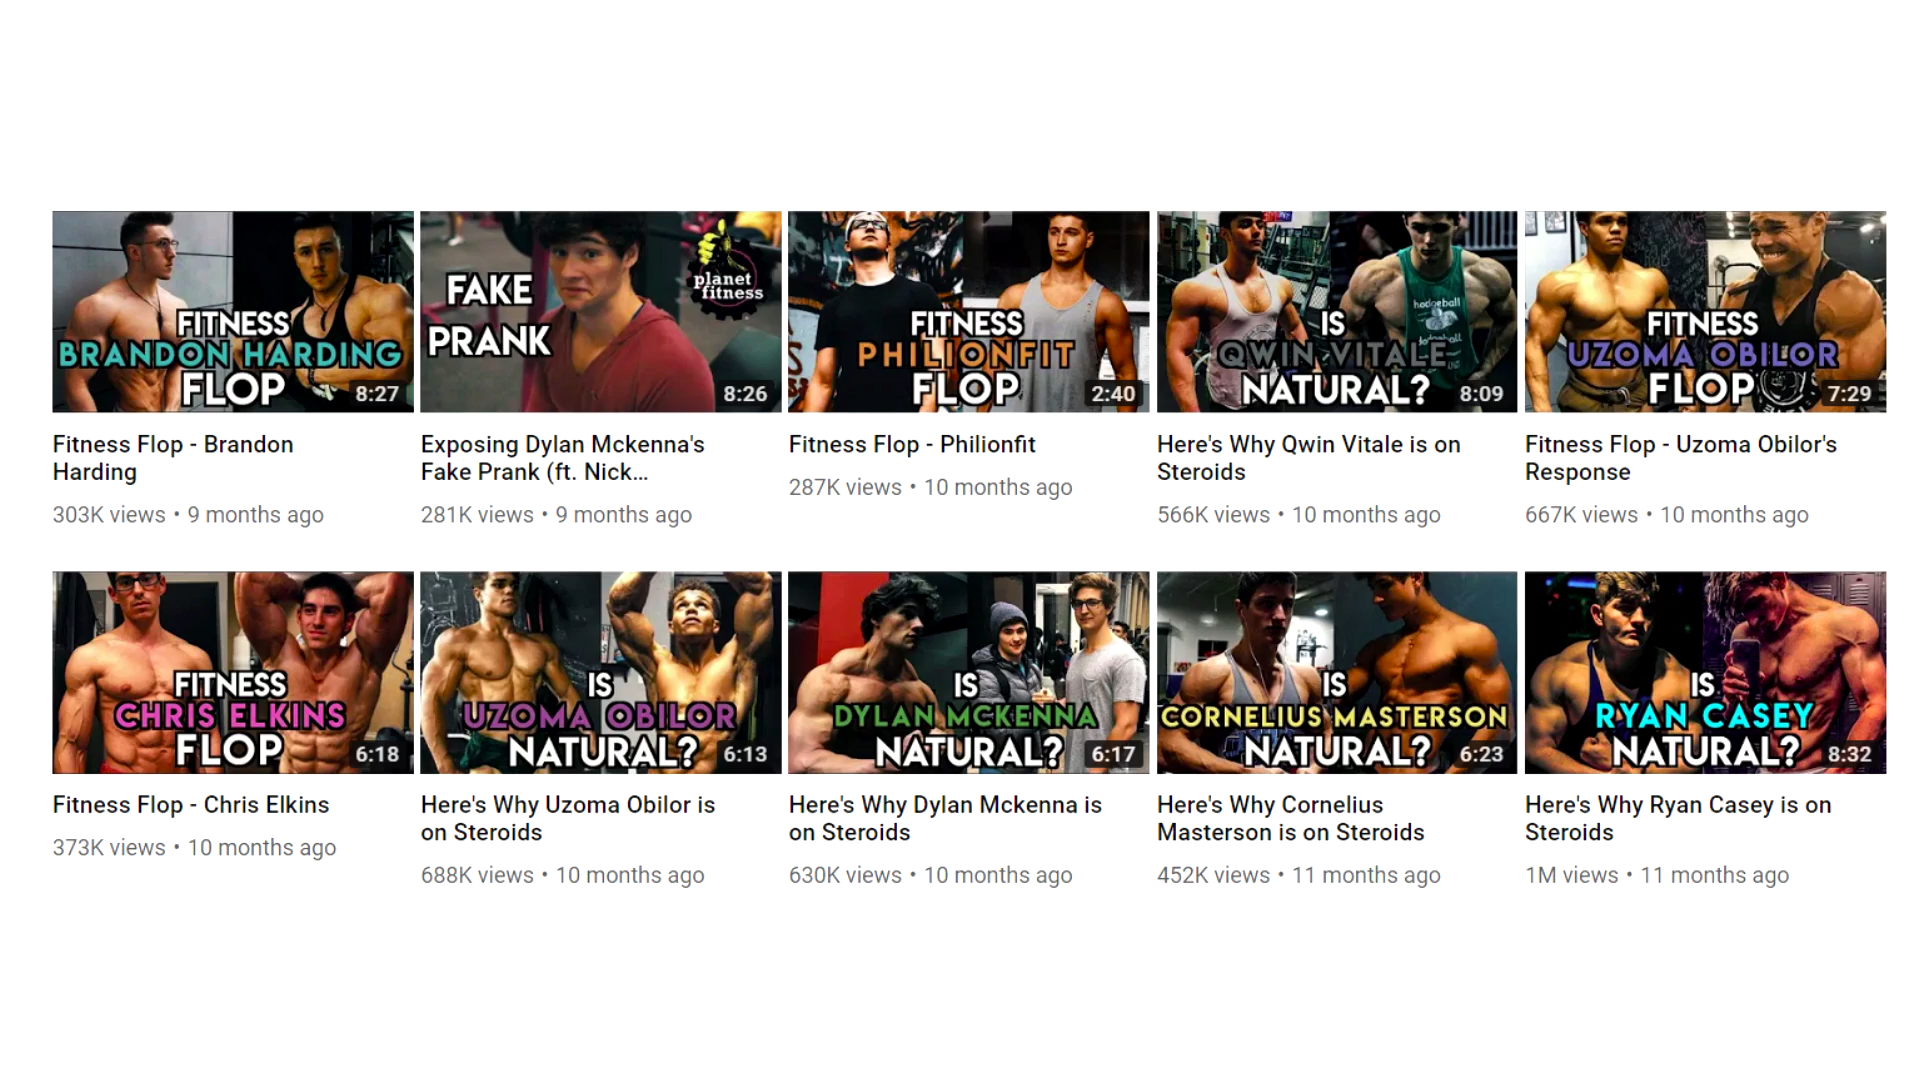 FITNESS
BRANDON HARDING
FLOP
8:27
Fitness Flop - Brandon
Harding
303K views • 9 months ago
FAKE
PRANK
planet
fitness
8:26
Exposing Dylan Mckenna's
Fake Prank (ft. Nick...
281K views • 9 months ago
FITNESS
PHILIONFIT
FLOP
2:40
Fitness Flop - Philionfit
287K views • 10 months ago
hodgeball
dodgeball
IS
QWIN VITALE
NATURAL?
8:09
Here's Why Qwin Vitale is on
Steroids
566K views • 10 months ago
FITNESS
UZOMA OBILOR
FLOP
7:29
Fitness Flop - Uzoma Obilor's
Response
667K views • 10 months ago
FITNESS
CHRIS ELKINS
FLOP
6:18
Fitness Flop - Chris Elkins
373K views • 10 months ago
IS
UZOMA OBILOR
NATURAL?
6:13
Here's Why Uzoma Obilor is
on Steroids
688K views • 10 months ago
IS
DYLAN MCKENNA
NATURAL?
6:17
Here's Why Dylan Mckenna is
on Steroids
630K views • 10 months ago
IS
CORNELIUS MASTERSON
NATURAL?
6:23
Here's Why Cornelius
Masterson is on Steroids
452K views • 11 months ago
IS
RYAN CASEY
NATURAL?
8:32
Here's Why Ryan Casey is on
Steroids
1M views • 11 months ago